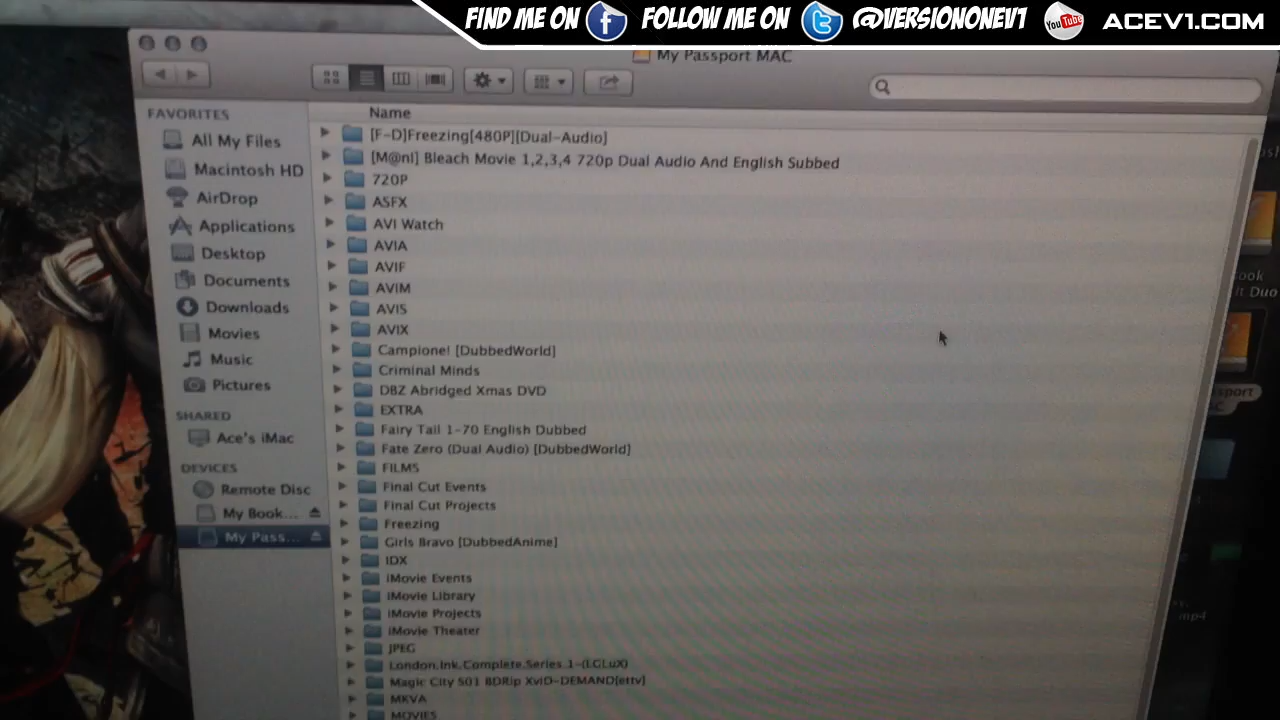 FIND ME ON FOLLOW ME ON @VERSIONONEV1 You Tube ACEV1.COM
My Passport MAC
FAVORITES
All My Files
Macintosh HD
AirDrop
Applications
Desktop
Documents
Downloads
Movies
Music
Pictures
SHARED
Ace's iMac
DEVICES
Remote Disc
My Book...
My Pass...
Name
[F-D]Freezing[480P][Dual-Audio]
[M@nI] Bleach Movie 1,2,3,4 720p Dual Audio And English Subbed
720P
ASFX
AVI Watch
AVIA
AVIF
AVIM
AVIS
AVIX
Campione! [DubbedWorld]
Criminal Minds
DBZ Abridged Xmas DVD
EXTRA
Fairy Tail 1-70 English Dubbed
Fate Zero (Dual Audio) [DubbedWorld]
FILMS
Final Cut Events
Final Cut Projects
Freezing
Girls Bravo [DubbedAnime]
IDX
iMovie Events
iMovie Library
iMovie Projects
iMovie Theater
JPEG
London.Ink.Complete.Series.1-(LGLuX)
Magic City S01 BDRip XviD-DEMAND[ettv]
MKVA
MOVIES
mp4